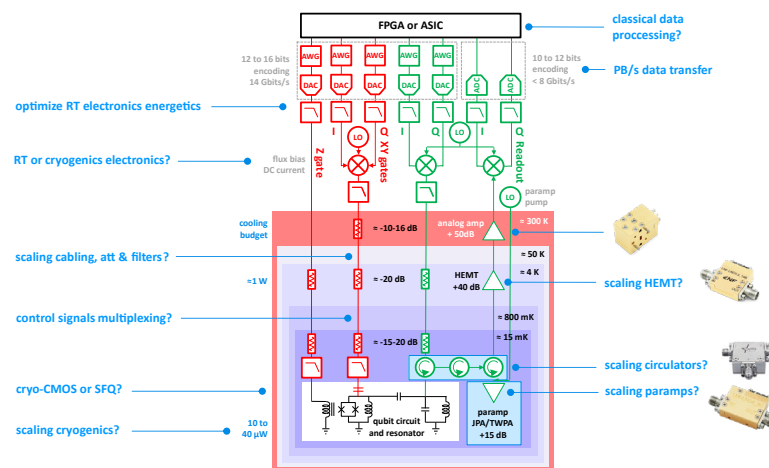 FPGA or ASIC
classical data
proccessing?
AWG AWG AWG AWG AWG
12 to 16 bits
encoding
14 Gbits/s
10 to 12 bits
encoding
< 8 Gbits/s
DAC DAC DAC DAC DAC ADC ADC
PB/s data transfer
optimize RT electronics energetics
I Q I Q I Q
LO LO
RT or cryogenics electronics?
flux bias
DC current
Z gate
XY gates
Readout
LO
paramp
pump
cooling
budget
≈ -10-16 dB
analog amp
+ 50dB
≈ 300 K
scaling cabling, att & filters?
≈ 50 K
≈1 W
≈ -20 dB
HEMT
+40 dB
≈ 4 K
scaling HEMT?
control signals multiplexing?
≈ 800 mK
≈ -15-20 dB
≈ 15 mK
scaling circulators?
cryo-CMOS or SFQ?
scaling paramps?
scaling cryogenics?
10 to
40 µW
qubit circuit
and resonator
paramp
JPA/TWPA
+15 dB